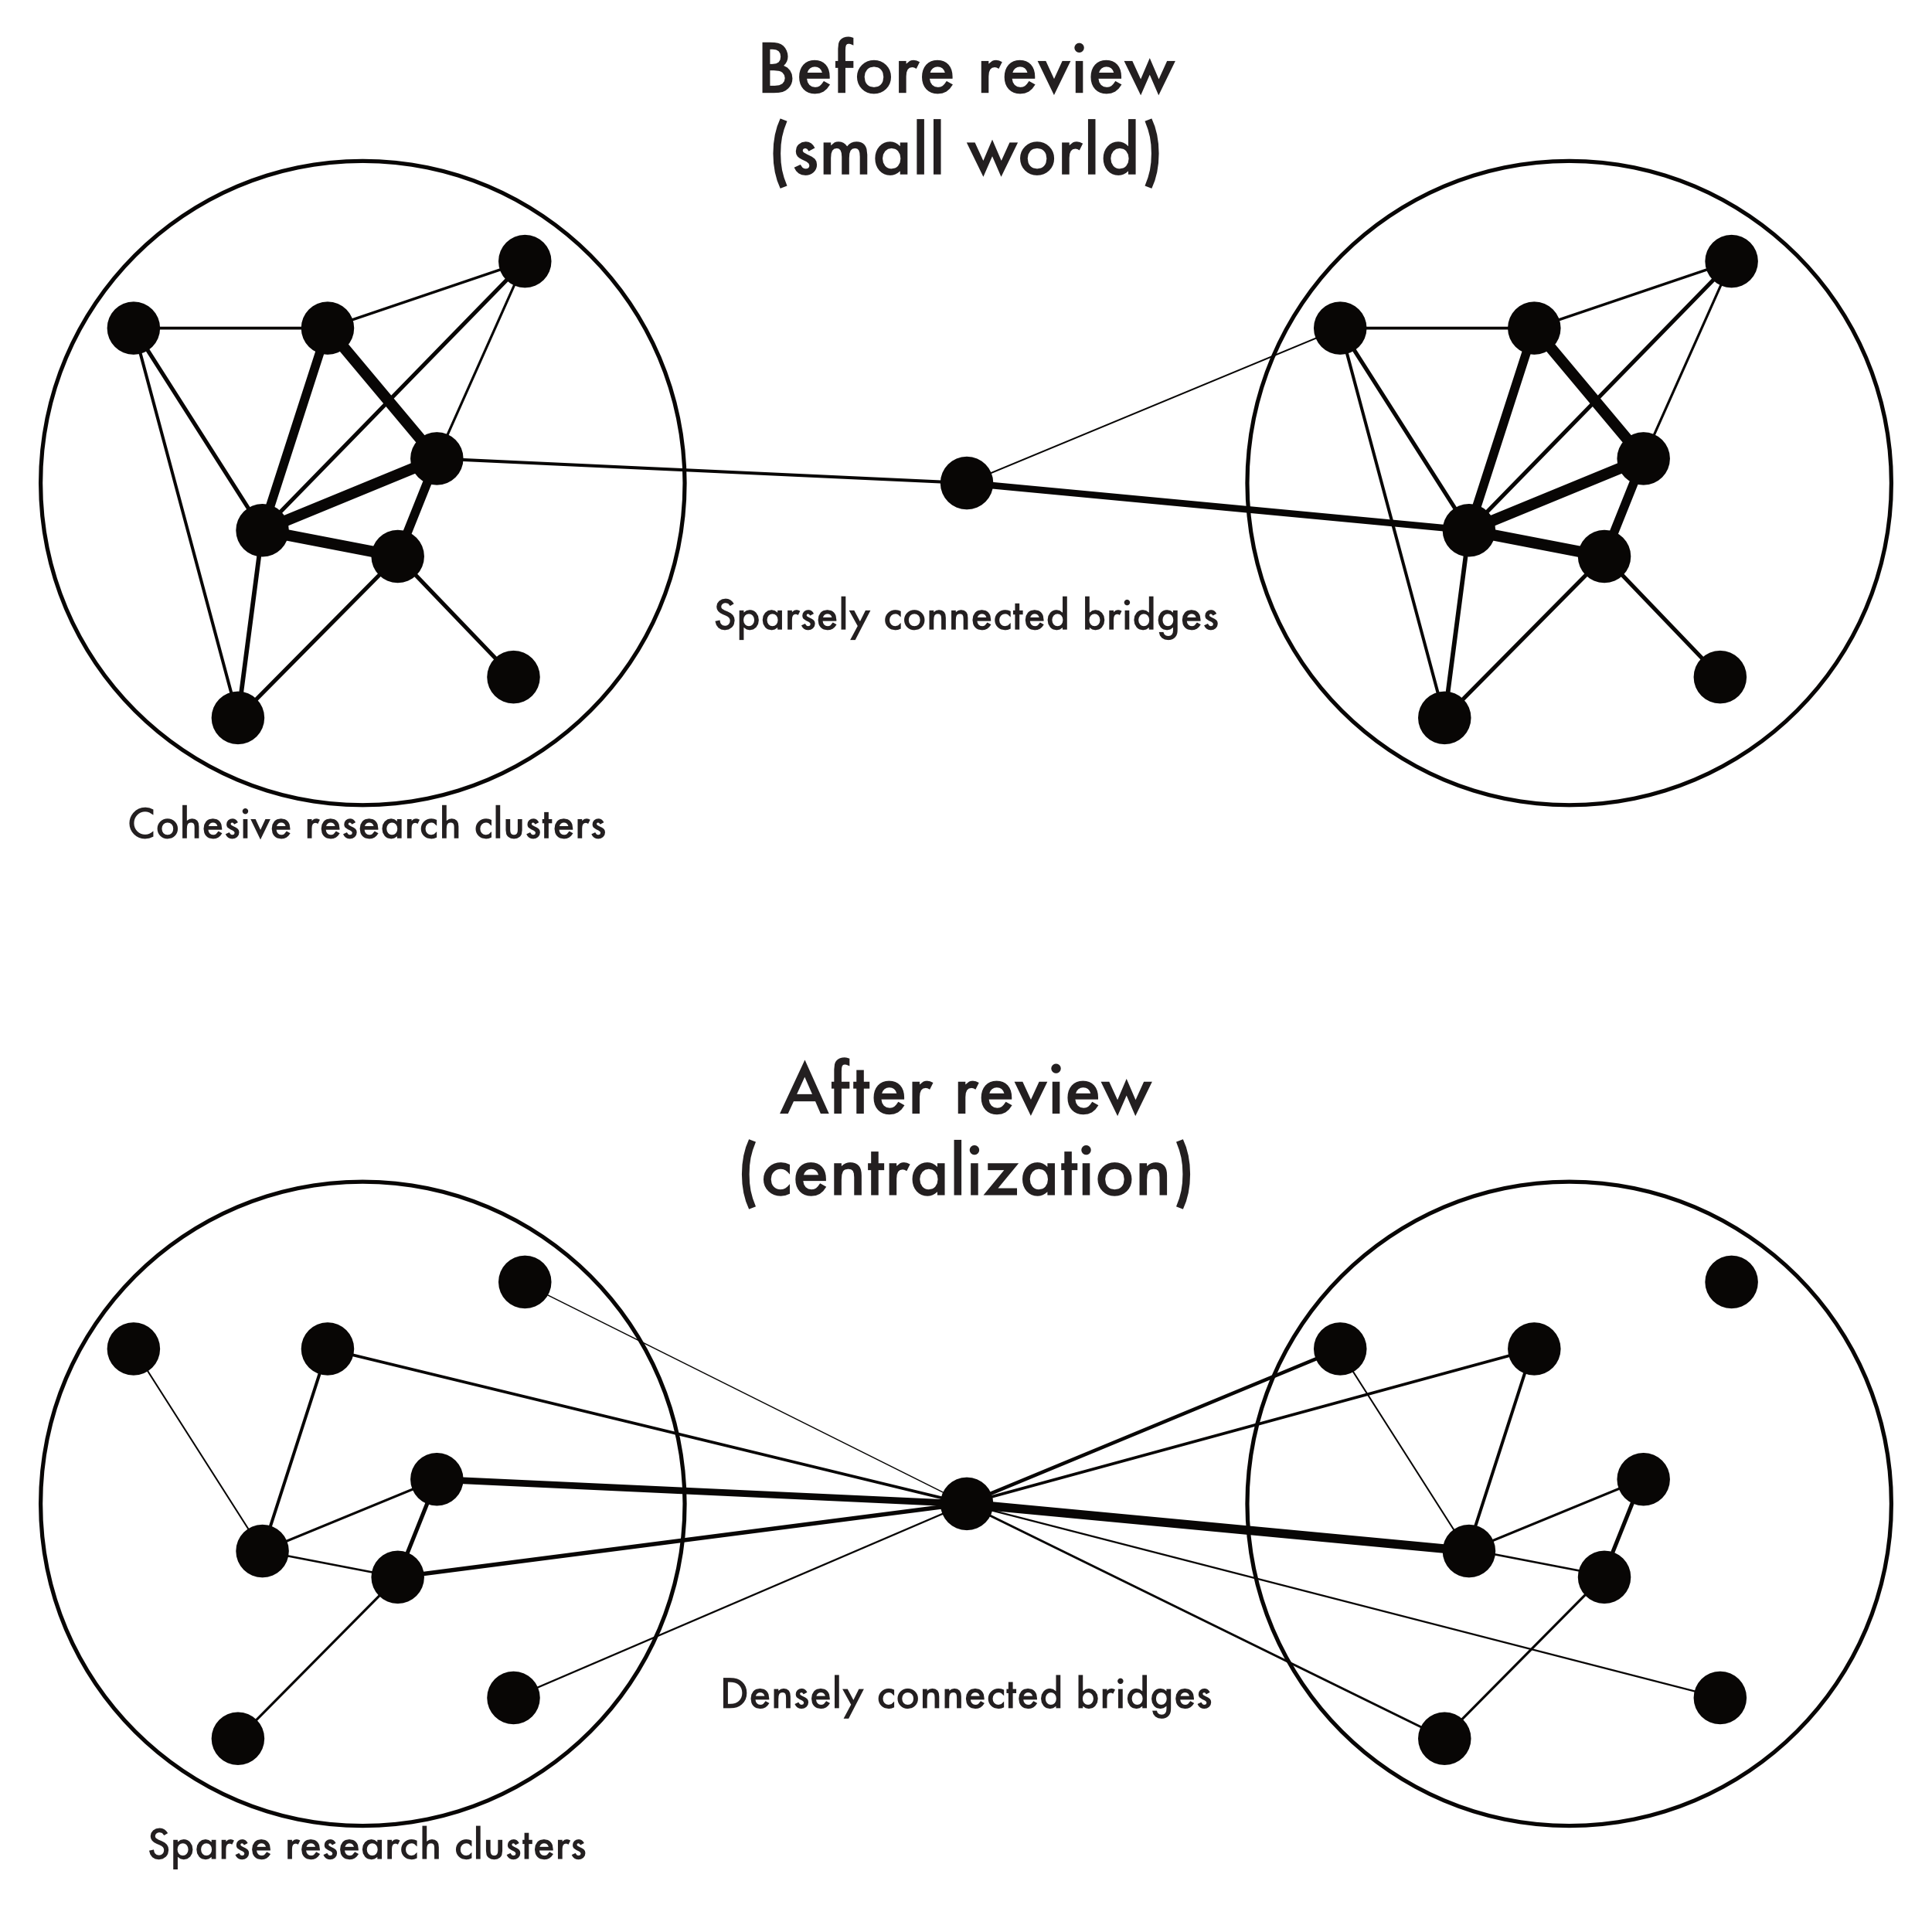 Before review
(small world)
Sparsely connected bridges
Cohesive research clusters
After review
(centralization)
Densely connected bridges
Sparse research clusters